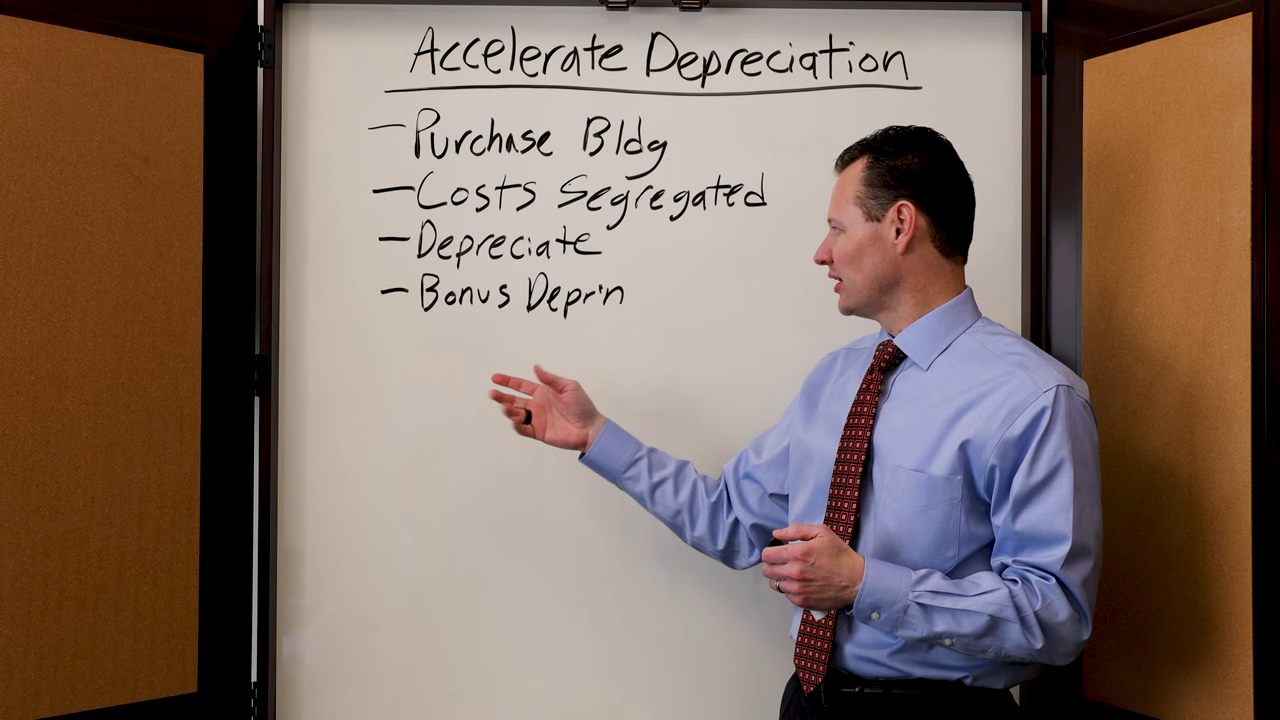 Accelerate Depreciation
- Purchase Bldg
- Costs Segregated
- Depreciate
- Bonus Depr'n